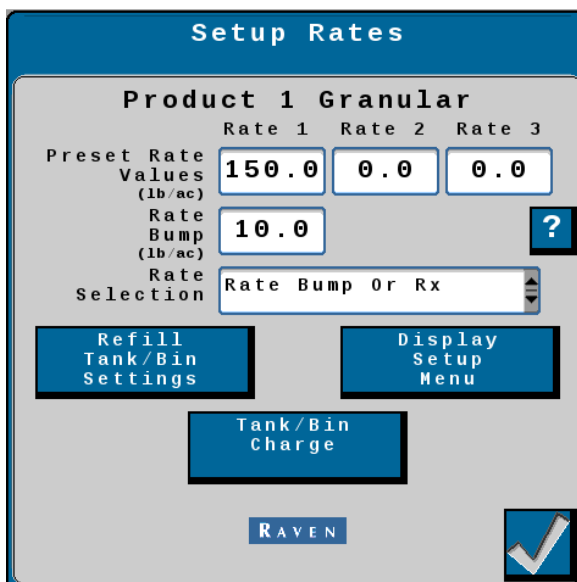 Setup Rates
Product 1 Granular
Rate 1 Rate 2 Rate 3
Preset Rate
Values
(lb/ac)
150.0 0.0 0.0
Rate
Bump
(lb/ac)
10.0
?
Rate
Selection
Rate Bump Or Rx
Refill
Tank/Bin
Settings
Display
Setup
Menu
Tank/Bin
Charge
RAVEN